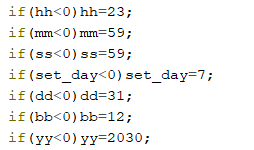 if(hh<0)hh=23;
if(mm<0)mm=59;
if(ss<0)ss=59;
if(set_day<0)set_day=7;
if(dd<0)dd=31;
if(bb<0)bb=12;
if(yy<0)yy=2030;